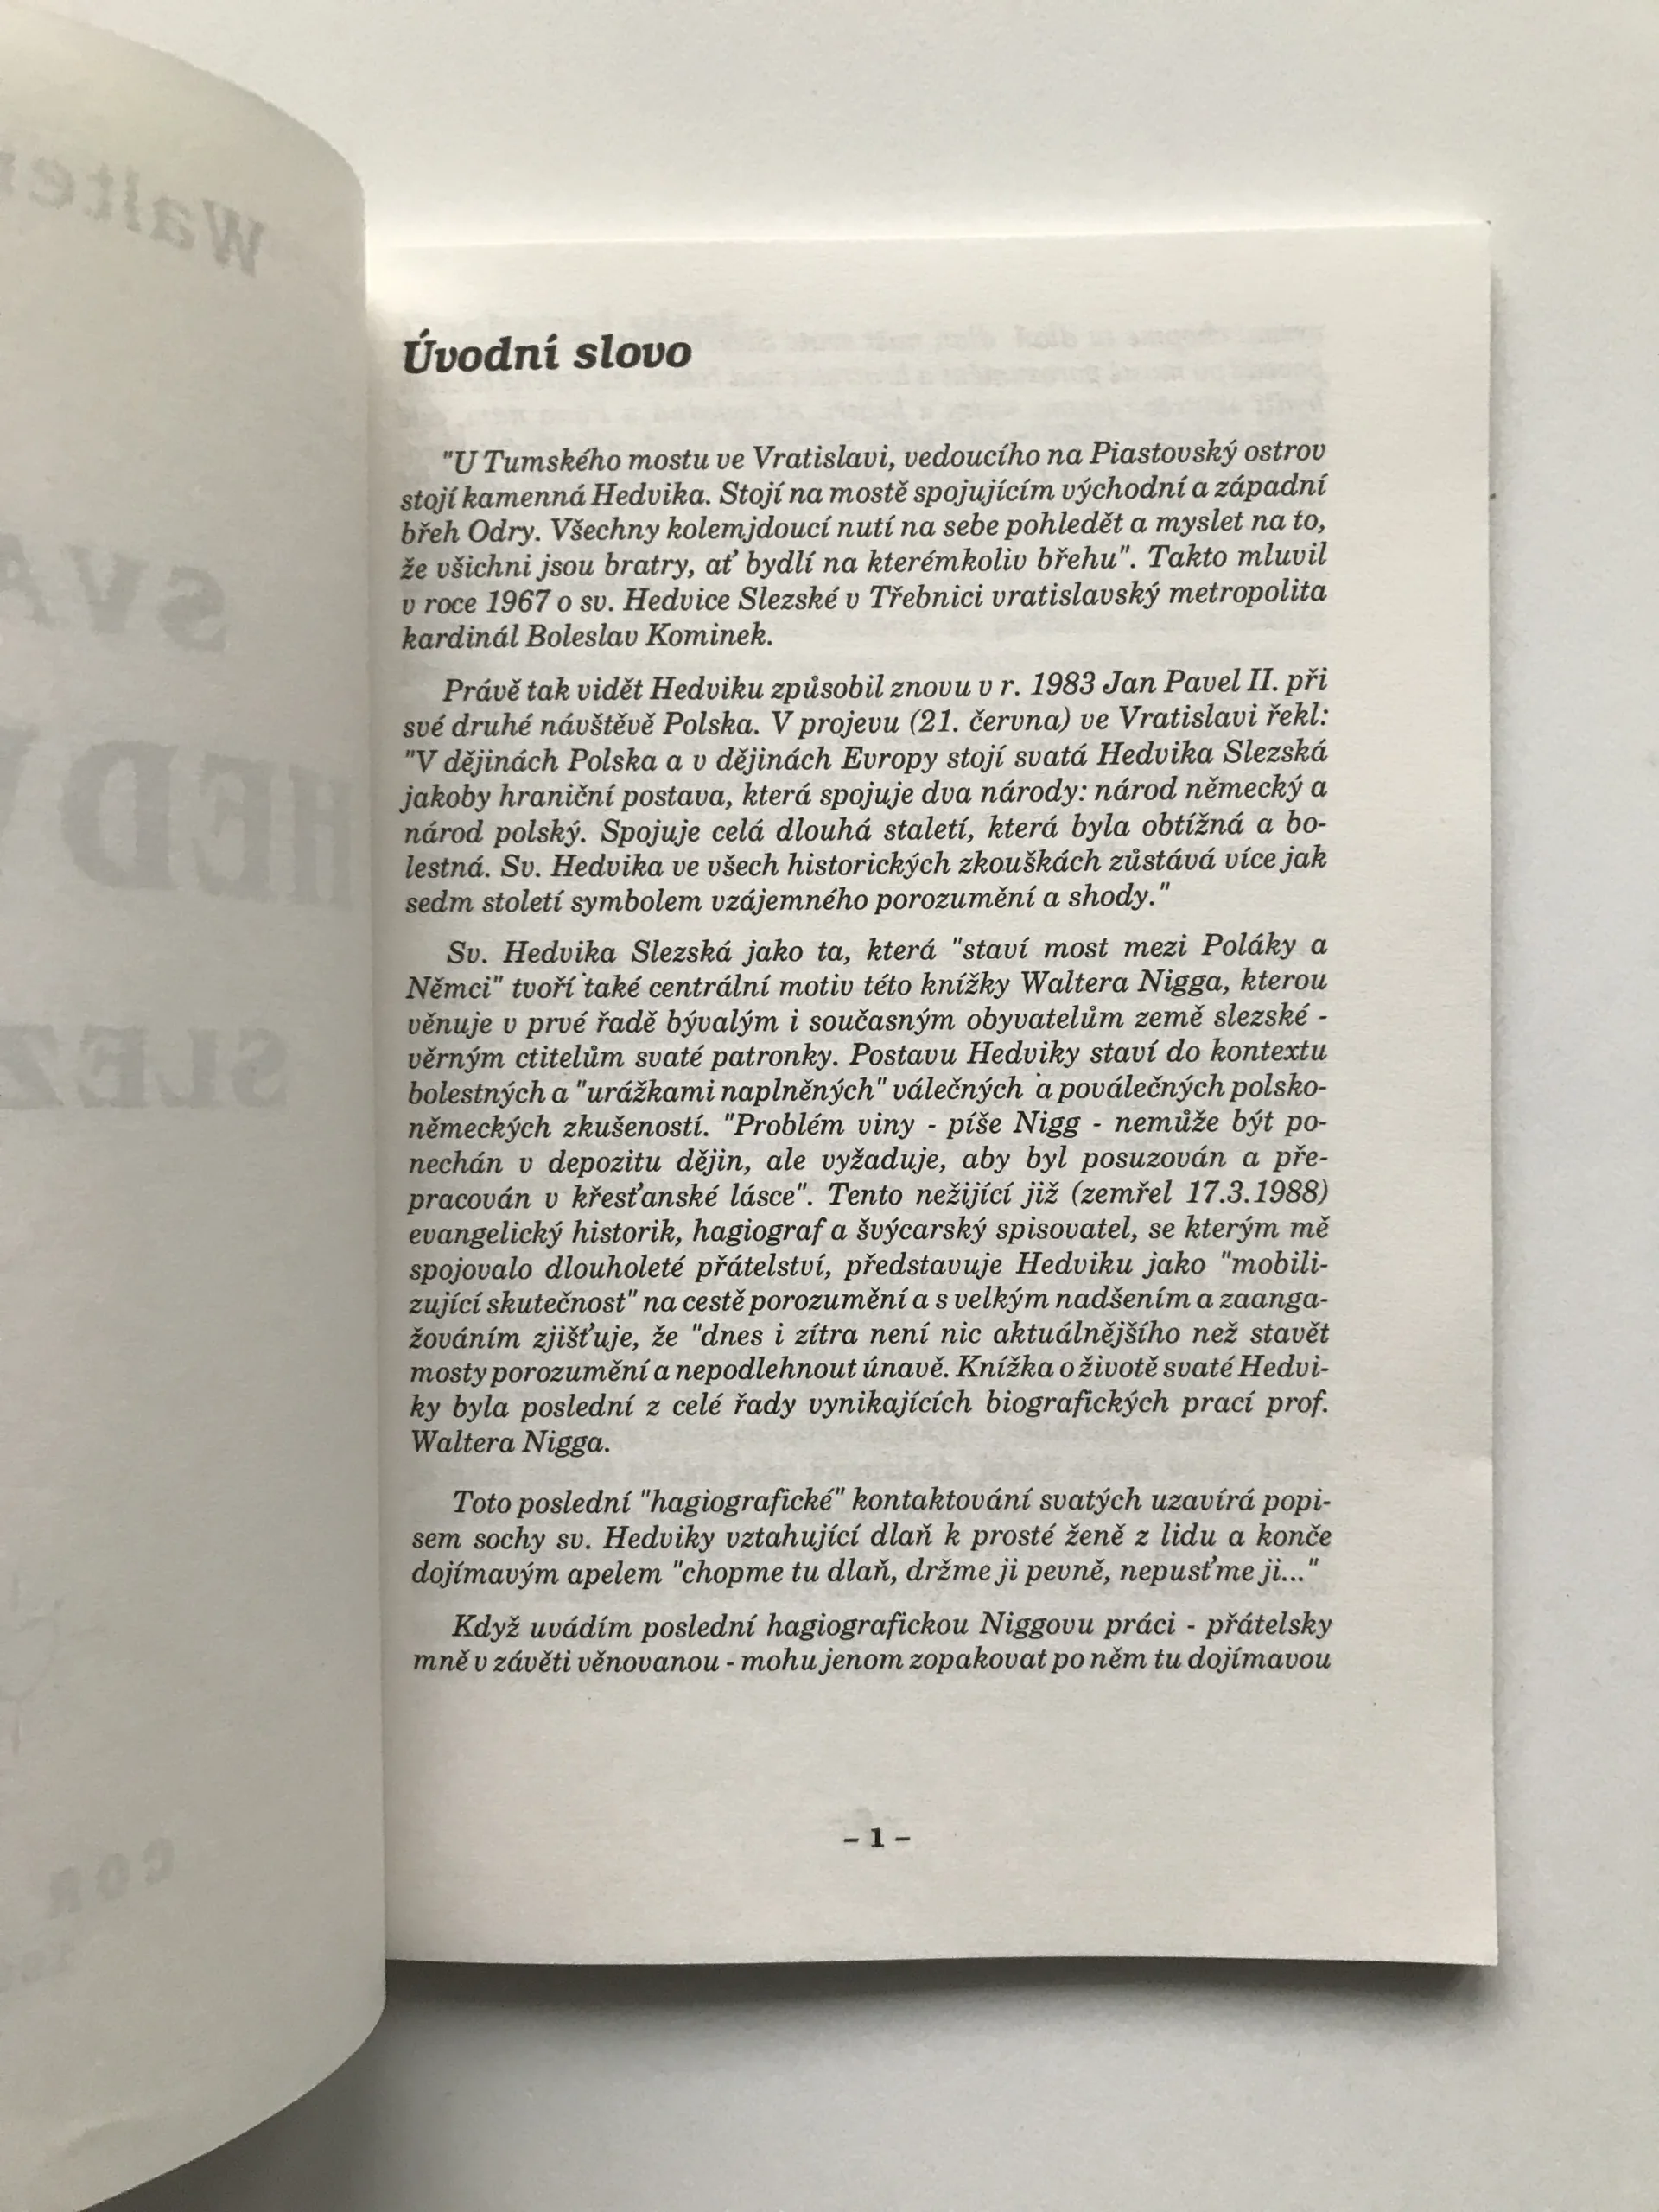 Úvodní slovo
"U Tumského mostu ve Vratislavi, vedoucího na Piastovský ostrov
stojí kamenná Hedvika. Stojí na mostě spojujícím východní a západní
břeh Odry. Všechny kolemjdoucí nutí na sebe pohledět a myslet na to,
že všichni jsou bratry, ať bydlí na kterémkoliv břehu". Takto mluvil
v roce 1967 o sv. Hedvice Slezské v Třebnici vratislavský metropolita
kardinál Boleslav Kominek.
Právě tak vidět Hedviku způsobil znovu v r. 1983 Jan Pavel II. při
své druhé návštěvě Polska. V projevu (21. června) ve Vratislavi řekl:
"V dějinách Polska a v dějinách Evropy stojí svatá Hedvika Slezská
jakoby hraniční postava, která spojuje dva národy: národ německý a
národ polský. Spojuje celá dlouhá staletí, která byla obtížná a bo-
lestná. Sv. Hedvika ve všech historických zkouškách zůstává více jak
sedm století symbolem vzájemného porozumění a shody."
Sv. Hedvika Slezská jako ta, která "staví most mezi Poláky a
Němci" tvoří také centrální motiv této knížky Waltera Nigga, kterou
věnuje v prvé řadě bývalým i současným obyvatelům země slezské -
věrným ctitelům svaté patronky. Postavu Hedviky staví do kontextu
bolestných a "urážkami naplněných" válečných a poválečných polsko-
německých zkušeností. "Problém viny - píše Nigg - nemůže být po-
nechán v depozitu dějin, ale vyžaduje, aby byl posuzován a pře-
pracován v křesťanské lásce". Tento nežijící již (zemřel 17.3.1988)
evangelický historik, hagiograf a švýcarský spisovatel, se kterým mě
spojovalo dlouholeté přátelství, představuje Hedviku jako "mobili-
zující skutečnost" na cestě porozumění a s velkým nadšením a zaanga-
žováním zjišťuje, že "dnes i zítra není nic aktuálnějšího než stavět
mosty porozumění a nepodlehnout únavě. Knížka o životě svaté Hedvi-
ky byla poslední z celé řady vynikajících biografických prací prof.
Waltera Nigga.
Toto poslední "hagiografické" kontaktování svatých uzavírá popi-
sem sochy sv. Hedviky vztahující dlaň k prosté ženě z lidu a konče
dojímavým apelem "chopme tu dlaň, držme ji pevně, nepusťme ji..."
Když uvádím poslední hagiografickou Niggovu práci - přátelsky
mně v závěti věnovanou - mohu jenom zopakovat po něm tu dojímavou
– 1 –